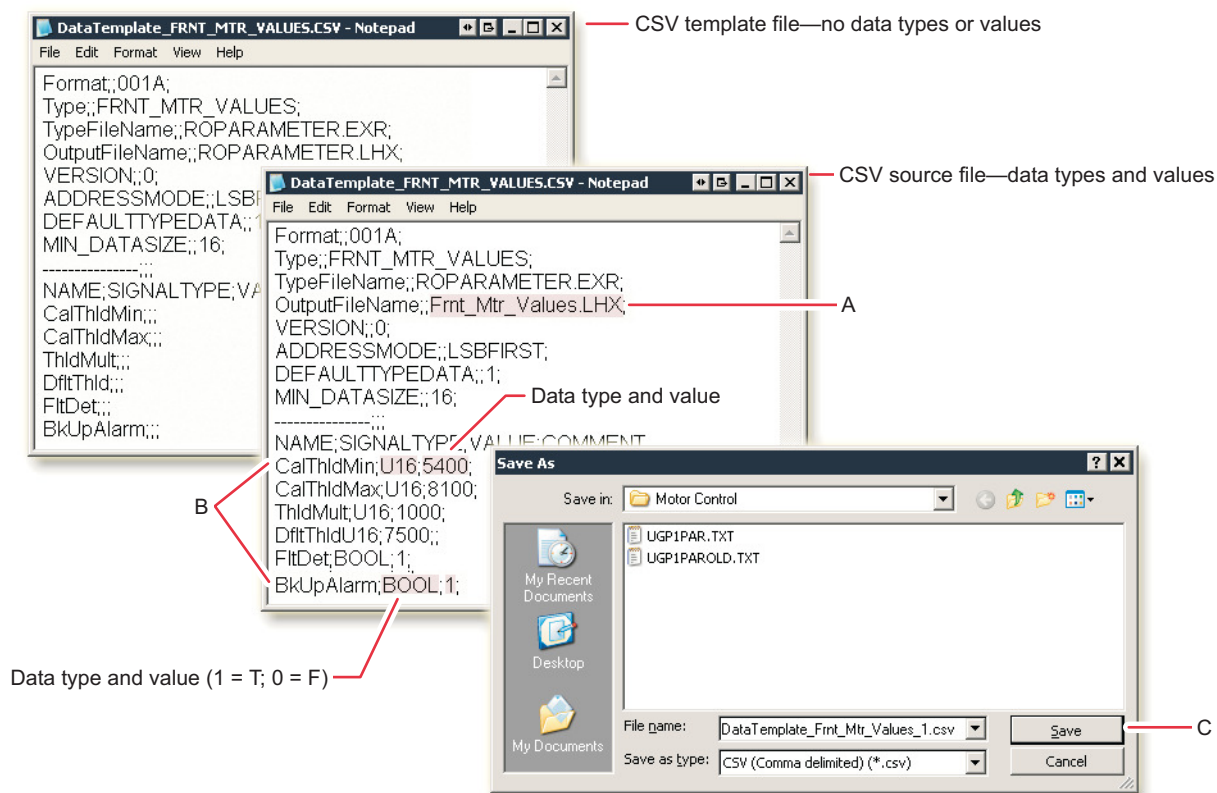 DataTemplate_FRNT_MTR_VALUES.CSV - Notepad
File Edit Format View Help
Format;;001A;
Type;;FRNT_MTR_VALUES;
TypeFileName;;ROPARAMETER.EXR;
OutputFileName;;ROPARAMETER.LHX;
VERSION;;0;
ADDRESSMODE;;LSBF
DEFAULTTYPEDATA;;1
MIN_DATASIZE;;16;
---------------;;;
NAME;SIGNALTYPE;VA
CalThldMin;;;
CalThldMax;;;
ThldMult;;;
DfltThld;;;
FltDet;;;
BkUpAlarm;;;
CSV template file—no data types or values
DataTemplate_FRNT_MTR_VALUES.CSV - Notepad
File Edit Format View Help
Format;;001A;
Type;;FRNT_MTR_VALUES;
TypeFileName;;ROPARAMETER.EXR;
OutputFileName;;Frnt_Mtr_Values.LHX;
VERSION;;0;
ADDRESSMODE;;LSBFIRST;
DEFAULTTYPEDATA;;1;
MIN_DATASIZE;;16;
---------------;;;
NAME;SIGNALTYPE;VALUE;COMMENT
CalThldMin;U16;5400;
CalThldMax;U16;8100;
ThldMult;U16;1000;
DfltThldU16;7500;;
FltDet;BOOL;1;
BkUpAlarm;BOOL;1;
CSV source file—data types and values
A
Data type and value
B
Data type and value (1 = T; 0 = F)
Save As
Save in: Motor Control
My Recent Documents
Desktop
My Documents
UGP1PAR.TXT
UGP1PAROLD.TXT
File name: DataTemplate_Frnt_Mtr_Values_1.csv
Save
Save as type: CSV (Comma delimited) (*.csv)
Cancel
C